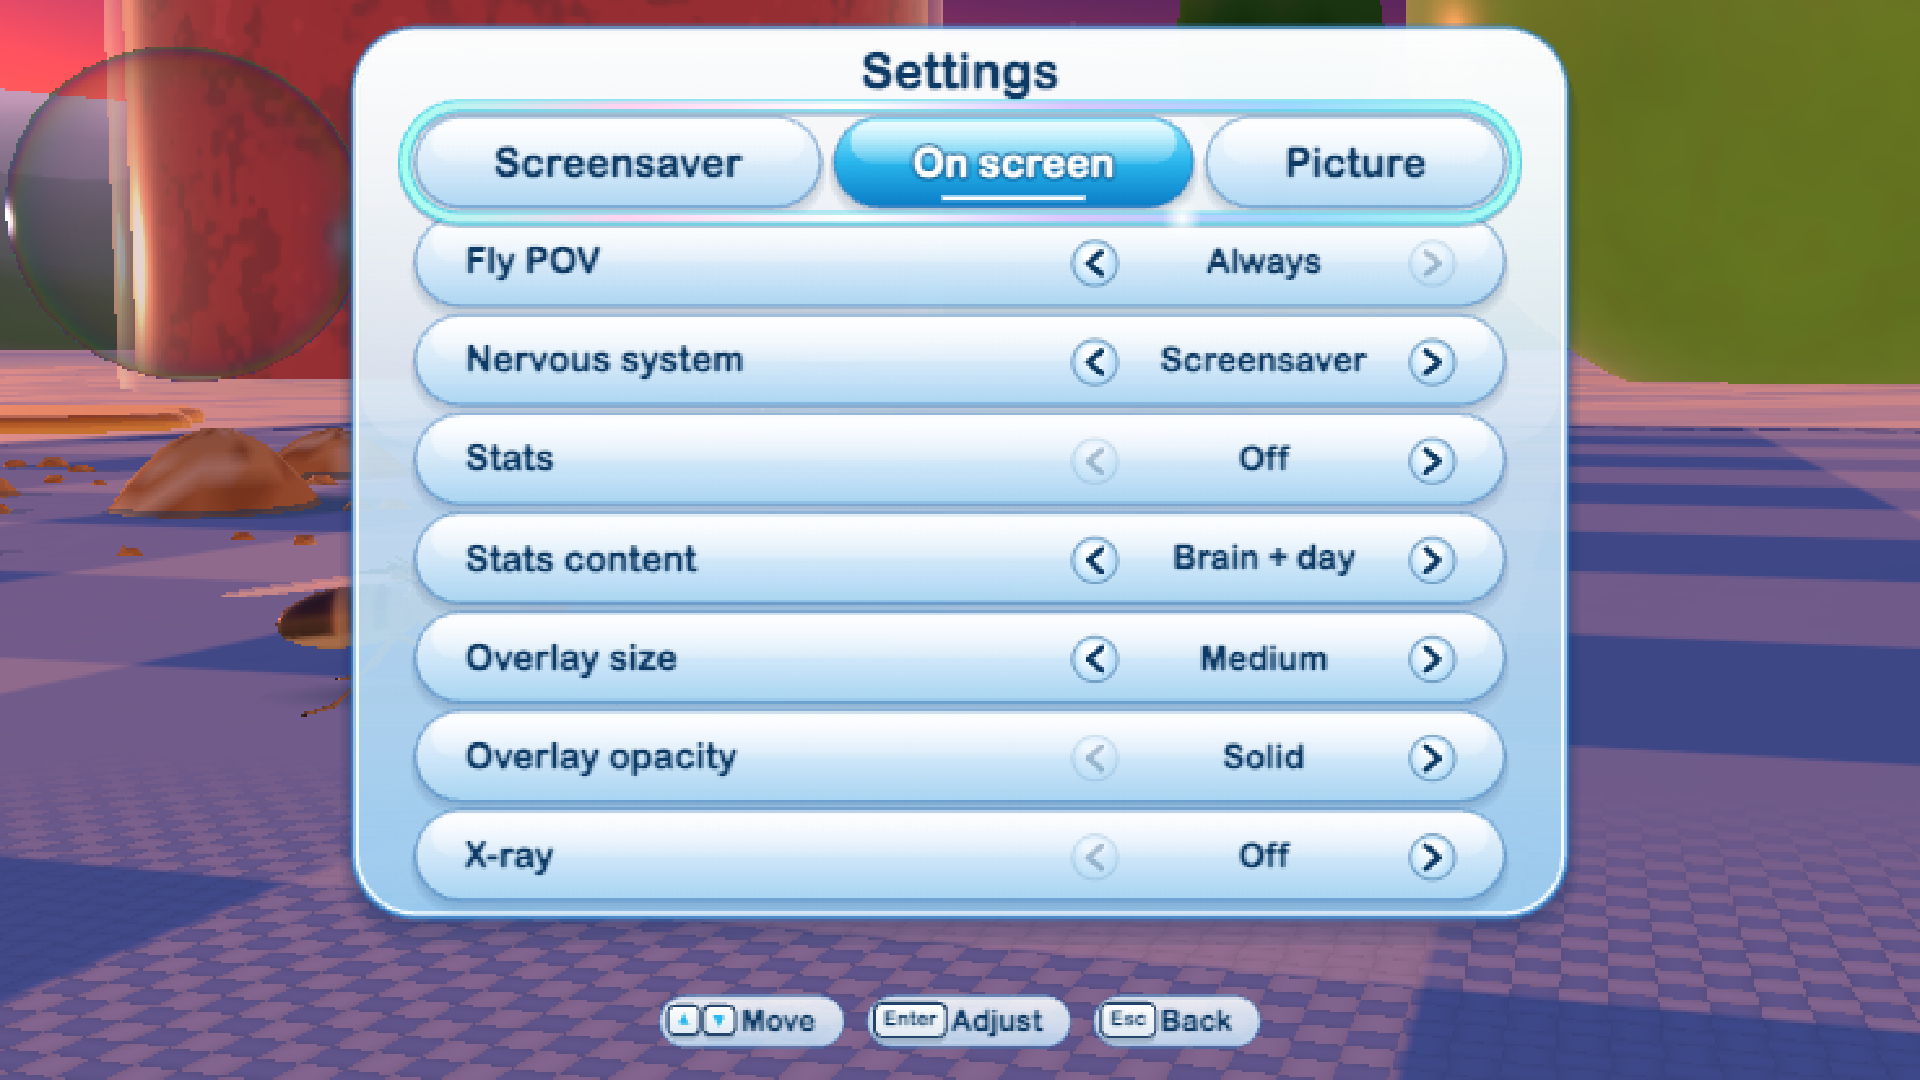 Settings
Screensaver On screen Picture
Fly POV Always
Nervous system Screensaver
Stats Off
Stats content Brain + day
Overlay size Medium
Overlay opacity Solid
X-ray Off
Move Enter Adjust Esc Back